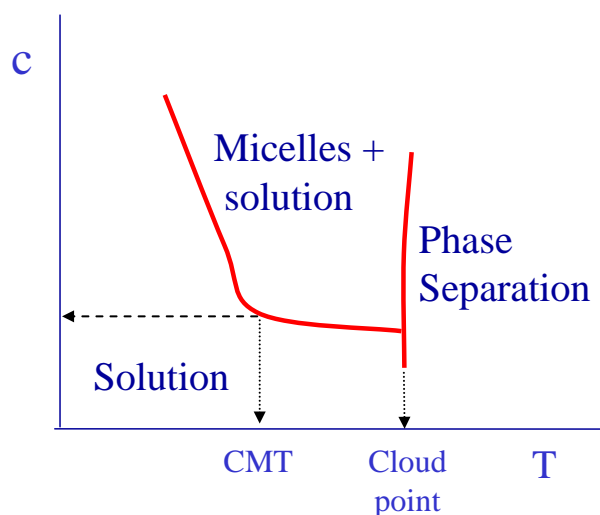 c
Micelles +
solution
Phase
Separation
Solution
CMT
Cloud
point
T